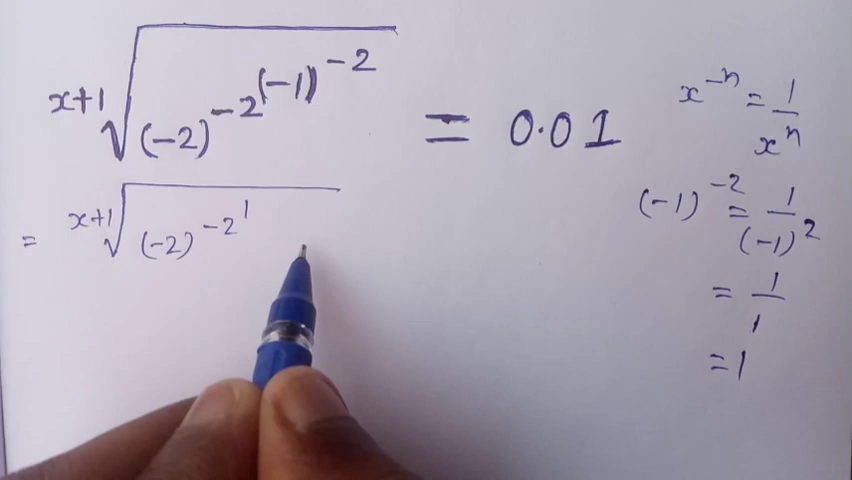 ˣ⁺¹√((-2)^(-2^((-1)^(-2)))) = 0.01
= ˣ⁺¹√((-2)^(-2^1))
x^(-n) = 1/x^n
(-1)^(-2) = 1/(-1)^2
= 1/1
= 1